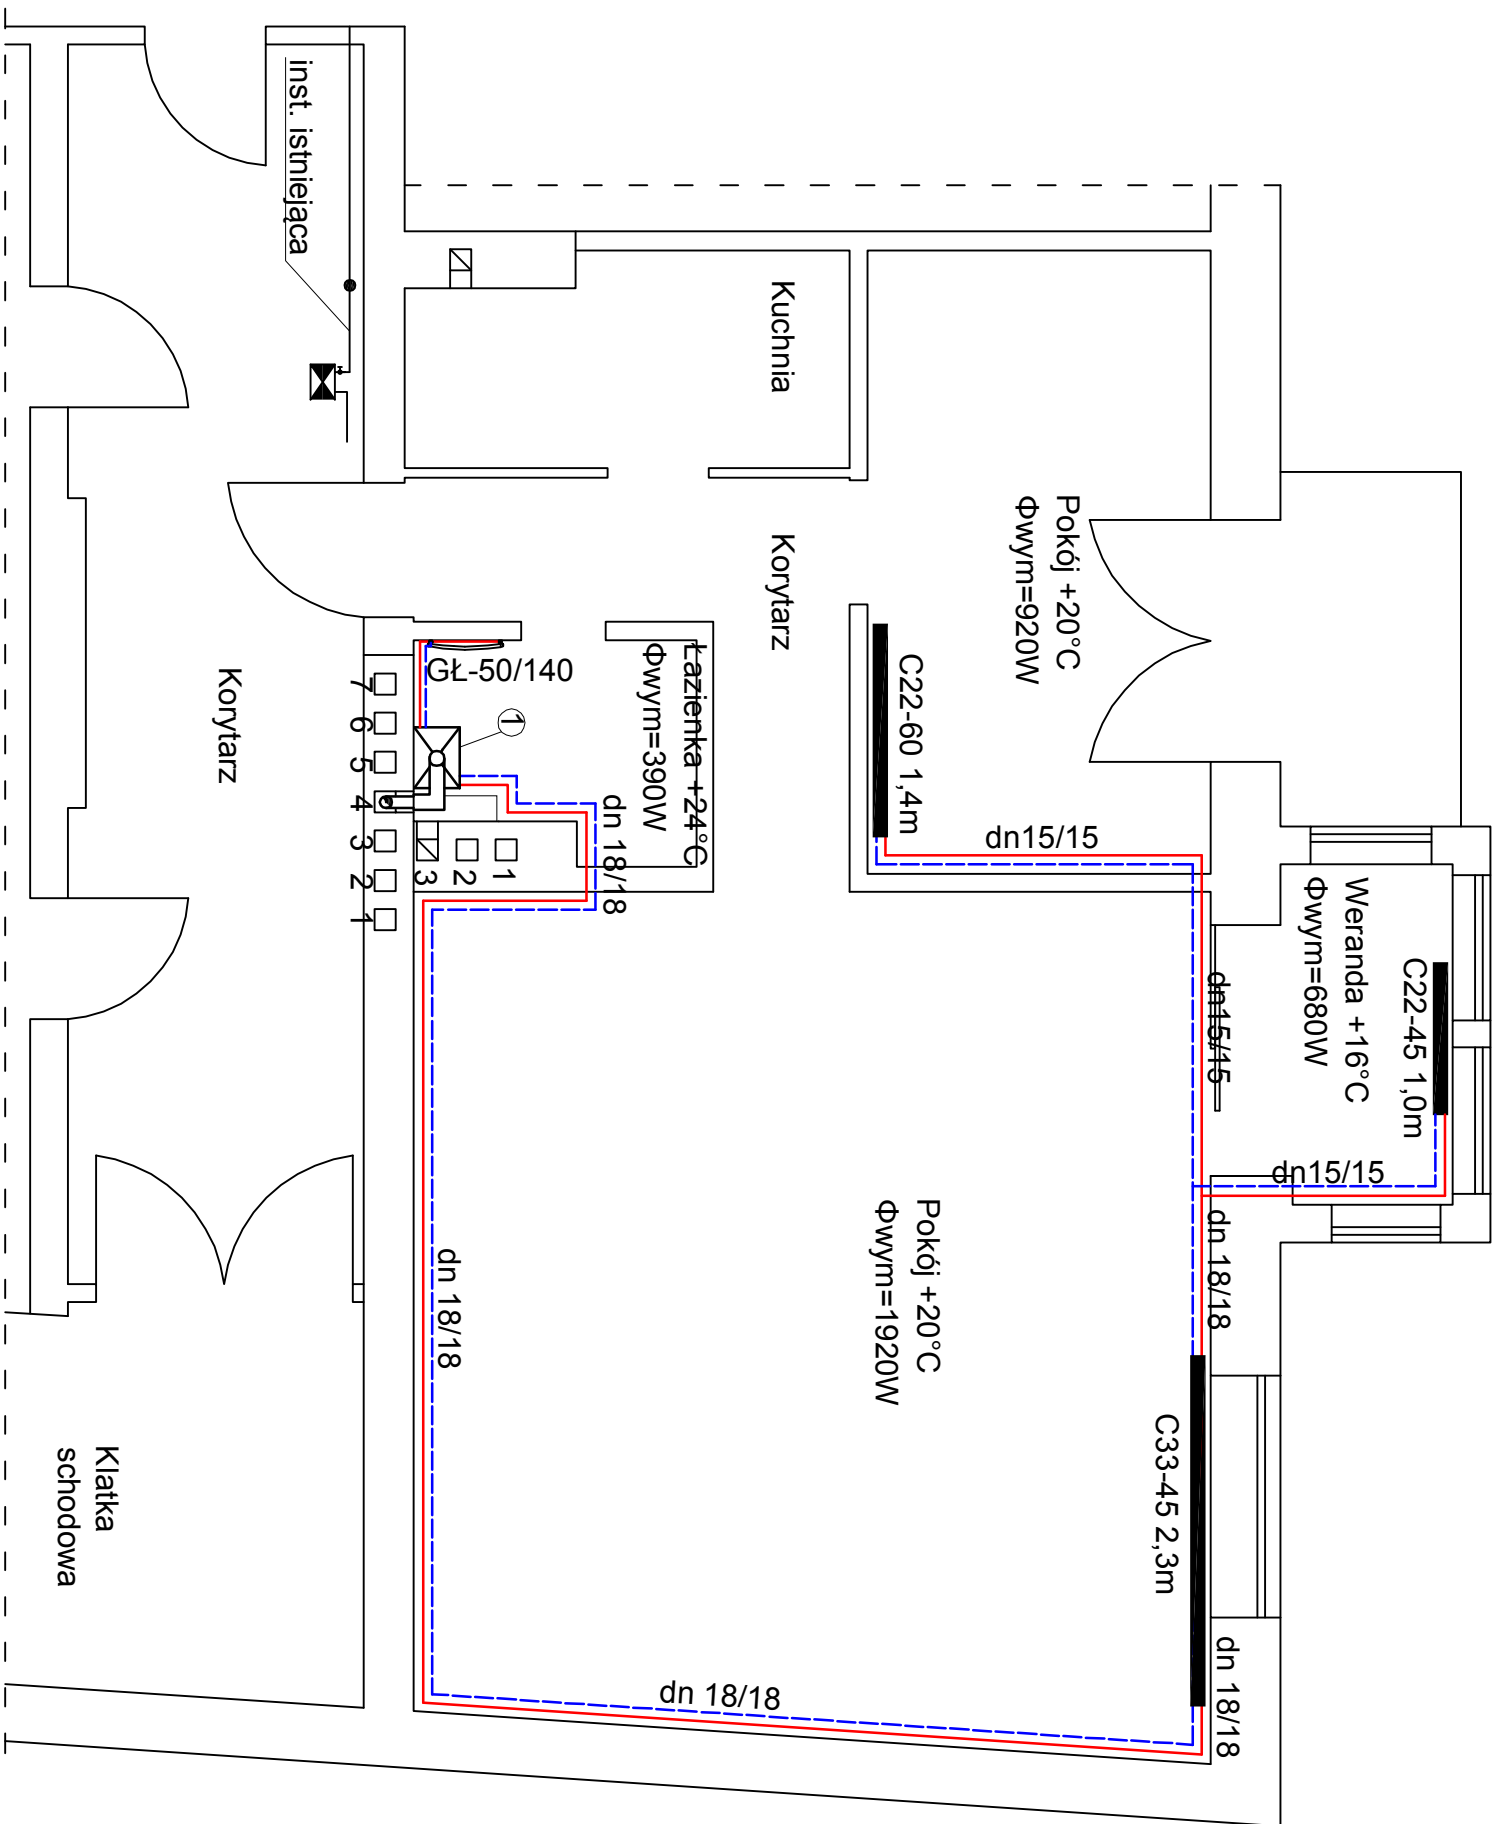 inst. istniejąca
Kuchnia
Korytarz
Pokój +20°C
Φwym=920W
C22-60 1,4m
dn15/15
Łazienka +24°C
Φwym=390W
GŁ-50/140
1
dn 18/18
7
6
5
4
3
2
1
3
2
1
Korytarz
Weranda +16°C
Φwym=680W
C22-45 1,0m
dn15/15
dn15/15
dn 18/18
Pokój +20°C
Φwym=1920W
C33-45 2,3m
dn 18/18
dn 18/18
dn 18/18
Klatka
schodowa